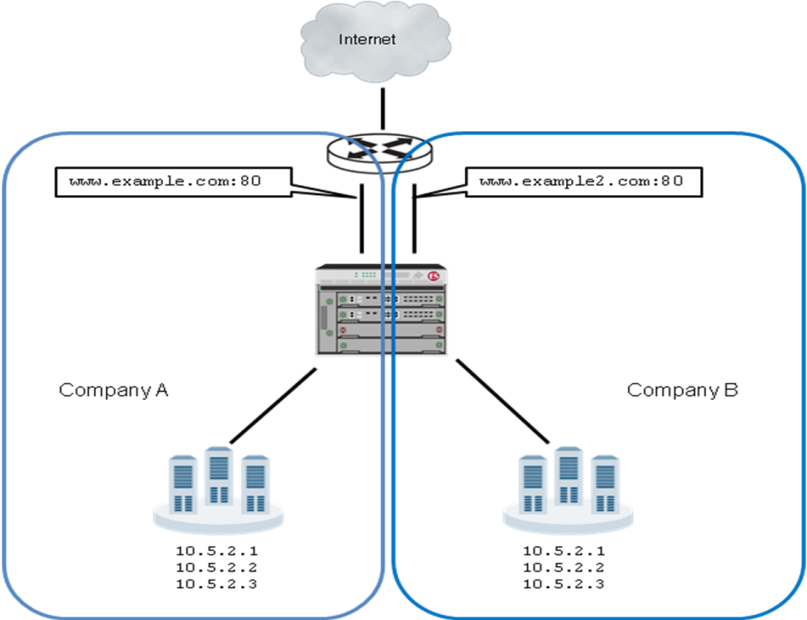 Internet
www.example.com:80
www.example2.com:80
Company A
Company B
10.5.2.1
10.5.2.2
10.5.2.3
10.5.2.1
10.5.2.2
10.5.2.3